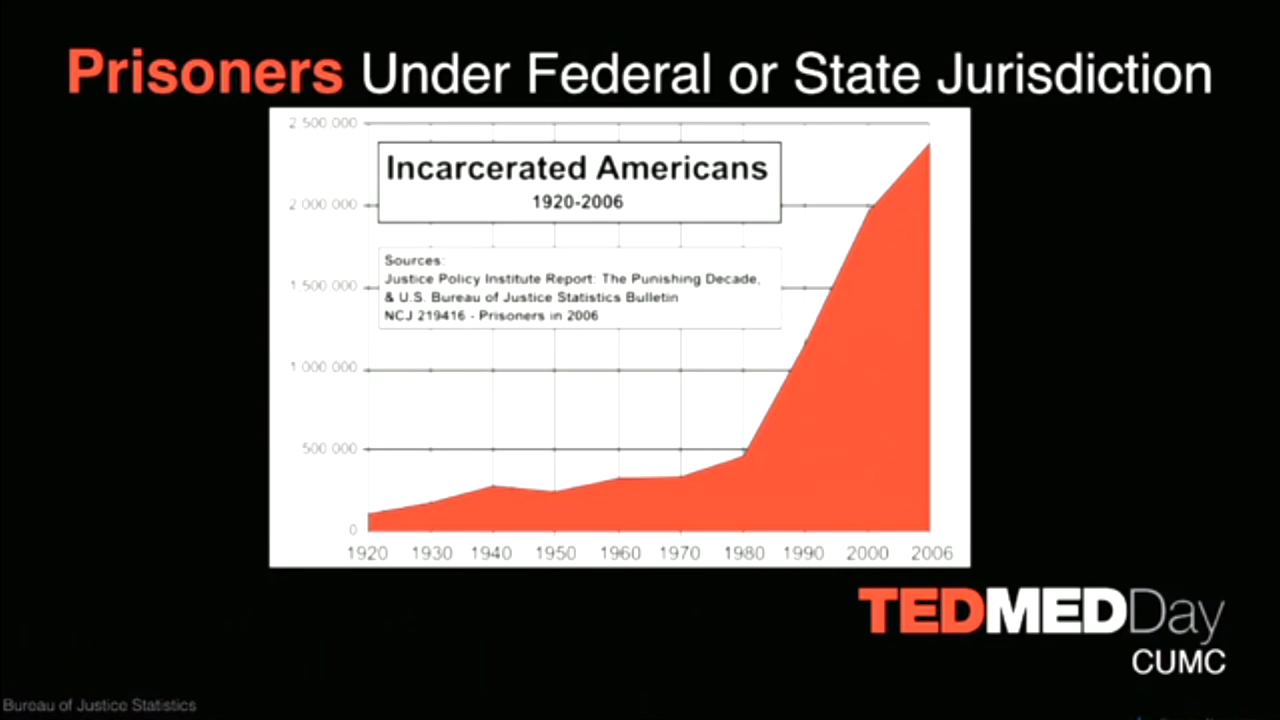 Prisoners Under Federal or State Jurisdiction
2 500 000
Incarcerated Americans
1920-2006
2 000 000
Sources:
Justice Policy Institute Report: The Punishing Decade,
1 500 000
& U.S. Bureau of Justice Statistics Bulletin
NCJ 219416 - Prisoners in 2006
1 000 000
500 000
0
1920 1930 1940 1950 1960 1970 1980 1990 2000 2006
TEDMEDDay
CUMC
Bureau of Justice Statistics